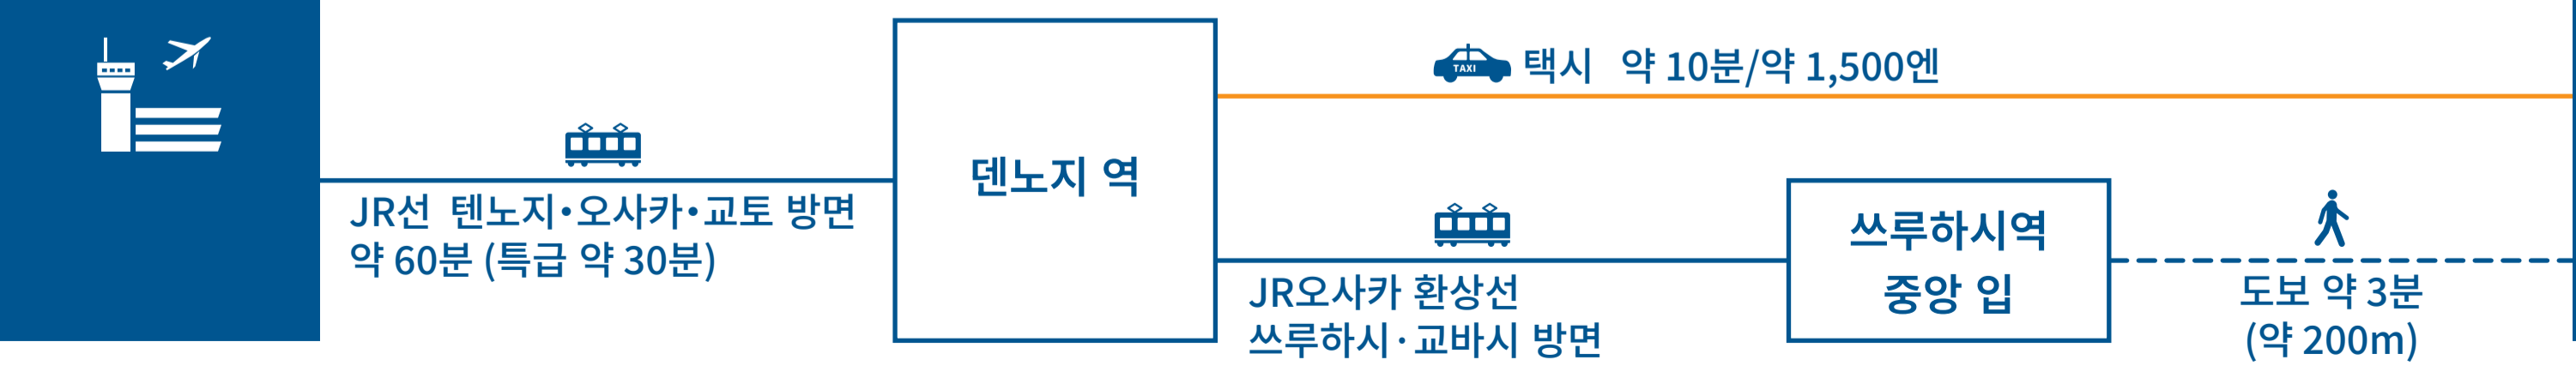 JR선 텐노지・오사카・교토 방면
약 60분 (특급 약 30분)
덴노지 역
TAXI
택시 약 10분/약 1,500엔
JR오사카 환상선
쓰루하시・교바시 방면
쓰루하시역
중앙 입
도보 약 3분
(약 200m)